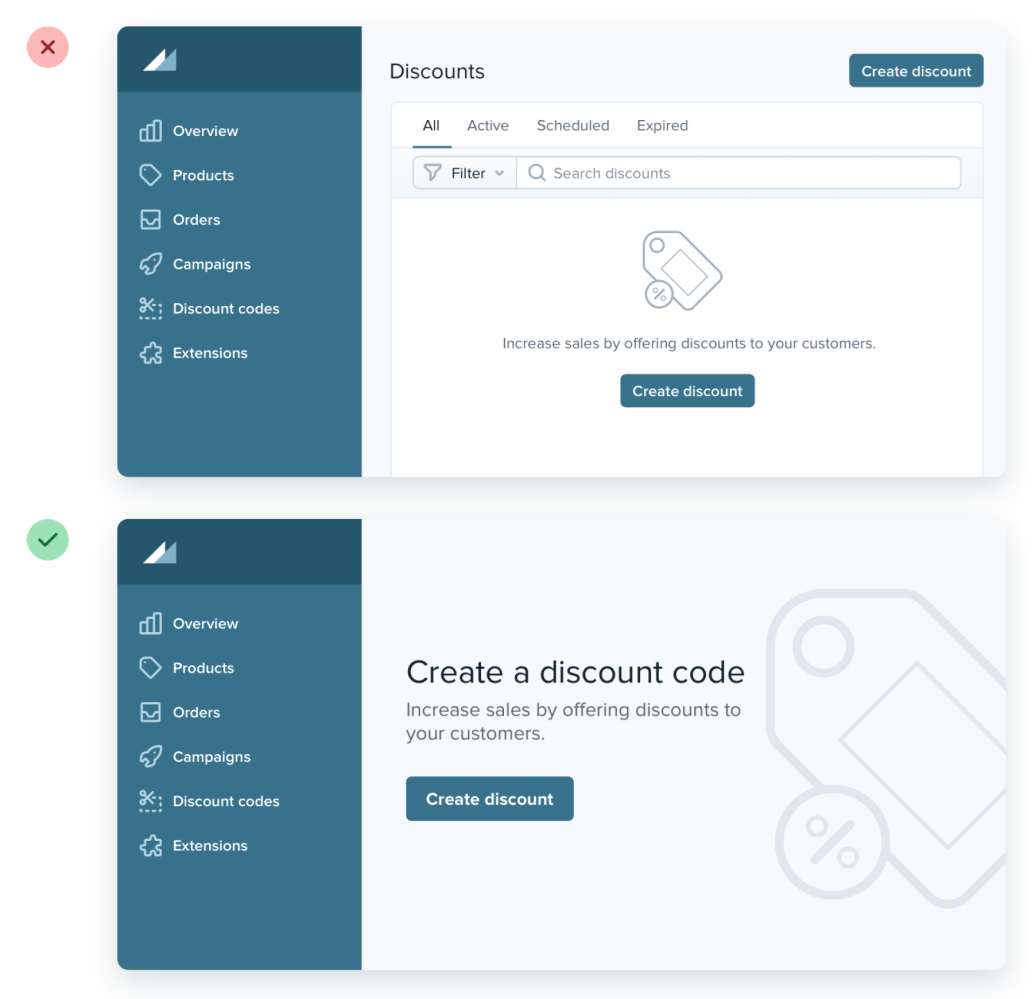 Discounts
Create discount
Overview
Products
Orders
Campaigns
Discount codes
Extensions
All Active Scheduled Expired
Filter Search discounts
Increase sales by offering discounts to your customers.
Create discount
Overview
Products
Orders
Campaigns
Discount codes
Extensions
Create a discount code
Increase sales by offering discounts to
your customers.
Create discount